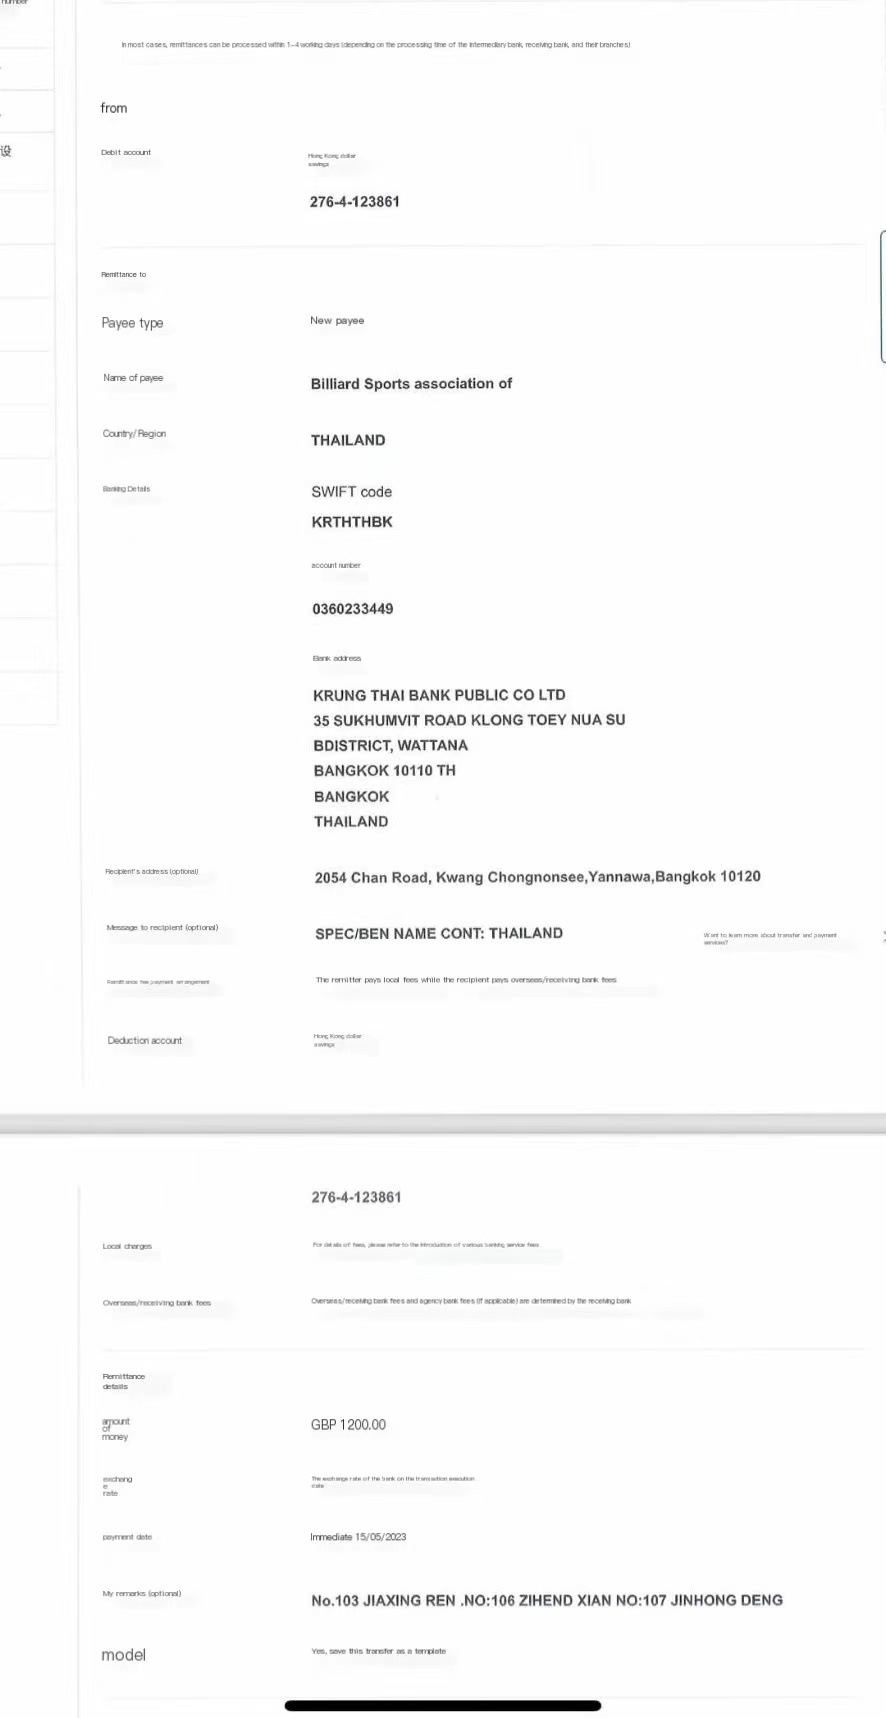 number
In most cases, remittances can be processed within 1–4 working days (depending on the processing time of the intermediary bank, receiving bank, and their branches)
from
设
Debit account
Hong Kong dollar
savings
276-4-123861
Remittance to
Payee type
New payee
Name of payee
Billiard Sports association of
Country/Region
THAILAND
Banking Details
SWIFT code
KRTHTHBK
account number
0360233449
Bank address
KRUNG THAI BANK PUBLIC CO LTD
35 SUKHUMVIT ROAD KLONG TOEY NUA SU
BDISTRICT, WATTANA
BANGKOK 10110 TH
BANGKOK
THAILAND
Recipient's address (optional)
2054 Chan Road, Kwang Chongnonsee,Yannawa,Bangkok 10120
Message to recipient (optional)
SPEC/BEN NAME CONT: THAILAND
Want to learn more about transfer and payment
services?
Remittance fee payment arrangement
The remitter pays local fees while the recipient pays overseas/receiving bank fees
Deduction account
Hong Kong dollar
savings
276-4-123861
Local charges
For details of fees, please refer to the introduction of various banking service fees
Overseas/receiving bank fees
Overseas/receiving bank fees and agency bank fees (if applicable) are determined by the receiving bank
Remittance
details
amount
of
money
GBP 1200.00
exchang
e
rate
The exchange rate of the bank on the transaction execution
date
payment date
Immediate 15/05/2023
My remarks (optional)
No.103 JIAXING REN .NO:106 ZIHEND XIAN NO:107 JINHONG DENG
model
Yes, save this transfer as a template